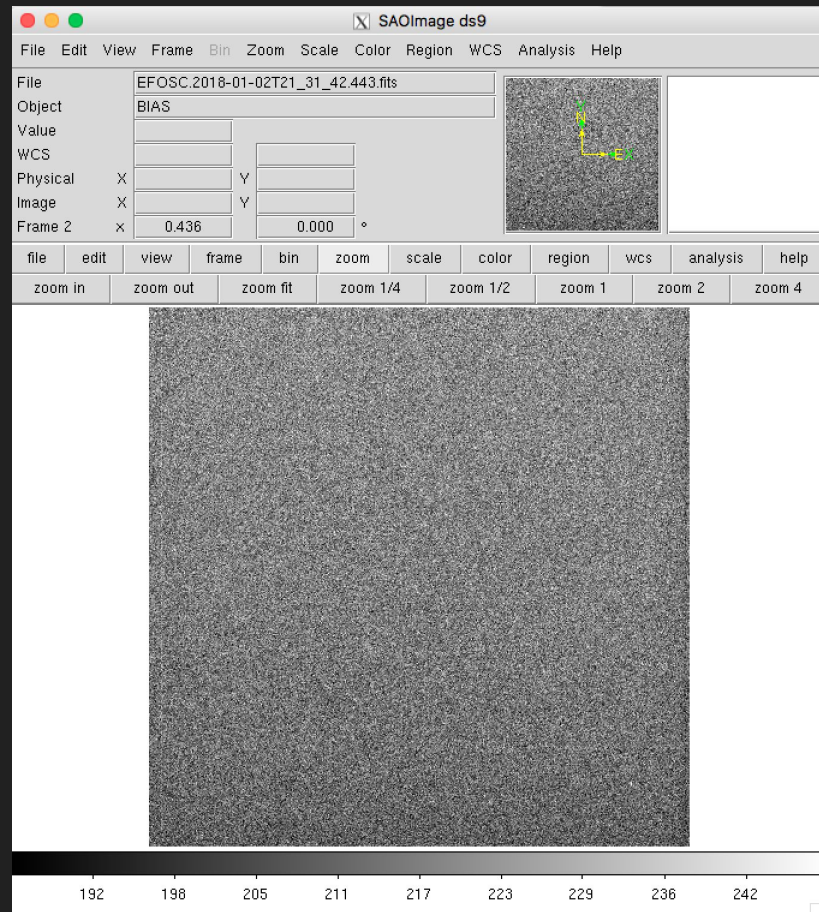 X SAOImage ds9
File Edit View Frame Bin Zoom Scale Color Region WCS Analysis Help
File EFOSC.2018-01-02T21_31_42.443.fits
Object BIAS
Value
WCS
Physical X Y
Image X Y
Frame 2 x 0.436 0.000 °
Y
N
E X
file edit view frame bin zoom scale color region wcs analysis help
zoom in zoom out zoom fit zoom 1/4 zoom 1/2 zoom 1 zoom 2 zoom 4
192 198 205 211 217 223 229 236 242